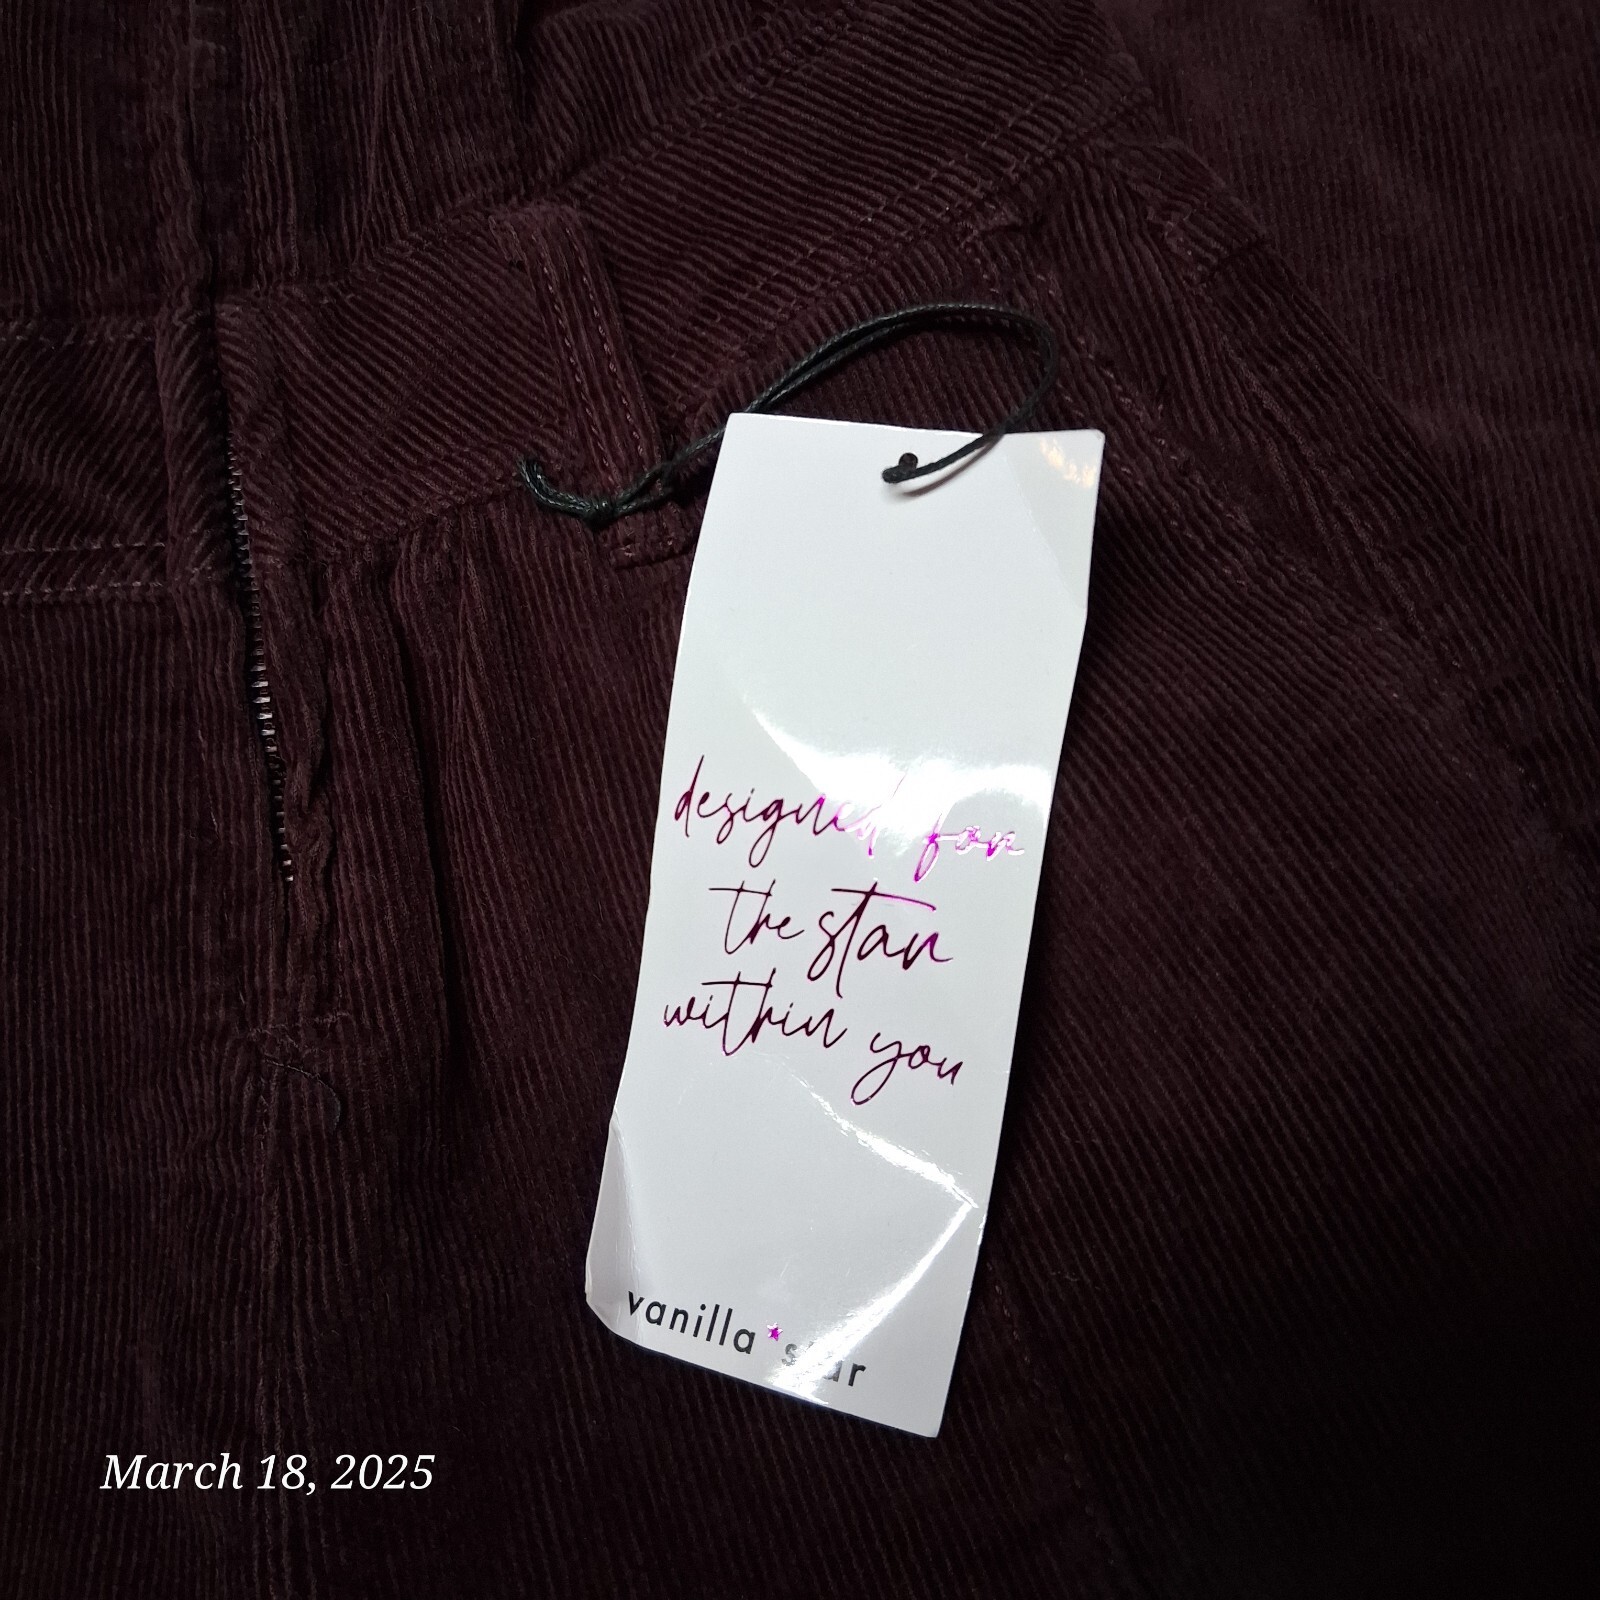 designed for
the star
within you
vanilla*star
March 18, 2025